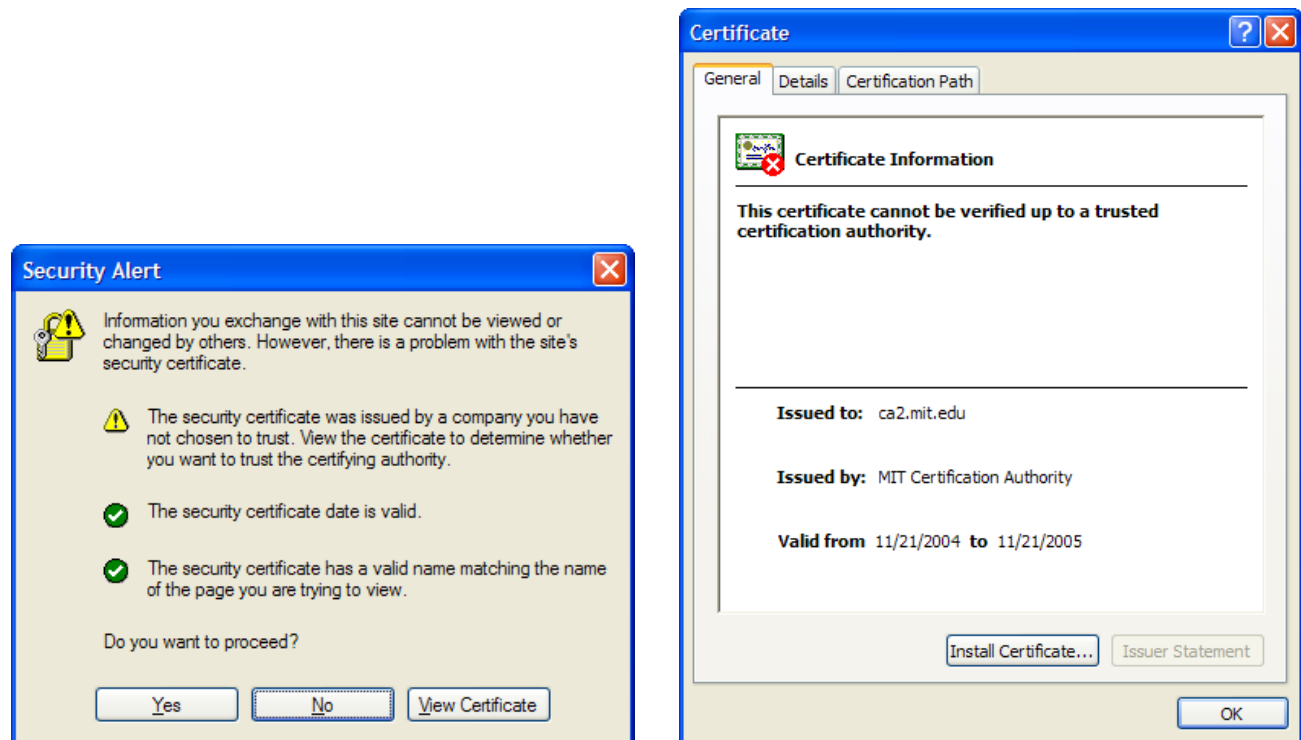 Security Alert
Information you exchange with this site cannot be viewed or
changed by others. However, there is a problem with the site's
security certificate.
The security certificate was issued by a company you have
not chosen to trust. View the certificate to determine whether
you want to trust the certifying authority.
The security certificate date is valid.
The security certificate has a valid name matching the name
of the page you are trying to view.
Do you want to proceed?
Yes No View Certificate
Certificate
General Details Certification Path
Certificate Information
This certificate cannot be verified up to a trusted
certification authority.
Issued to: ca2.mit.edu
Issued by: MIT Certification Authority
Valid from 11/21/2004 to 11/21/2005
Install Certificate... Issuer Statement
OK